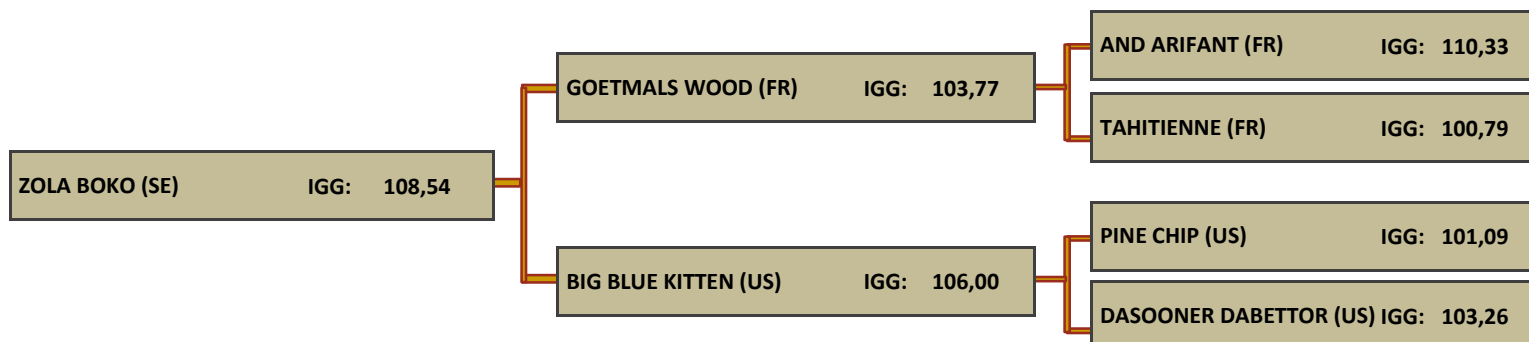 AND ARIFANT (FR) IGG: 110,33
GOETMALS WOOD (FR) IGG: 103,77
TAHITIENNE (FR) IGG: 100,79
ZOLA BOKO (SE) IGG: 108,54
PINE CHIP (US) IGG: 101,09
BIG BLUE KITTEN (US) IGG: 106,00
DASOONER DABETTOR (US) IGG: 103,26